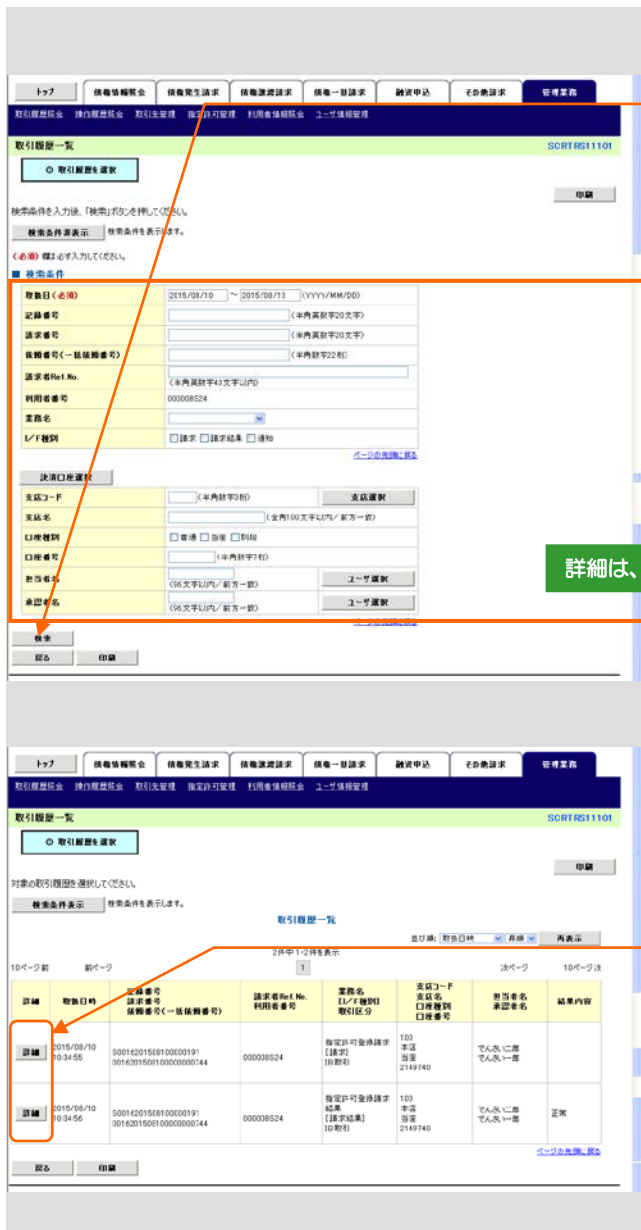 トップ 債権情報照会 債権発生請求 債権譲渡請求 債権一括請求 融資申込 その他請求 管理業務
取引履歴照会 操作履歴照会 取引先管理 指定許可管理 利用者情報照会 ユーザ情報管理
取引履歴一覧 SCRTRS11101
① 取引履歴を選択
印刷
検索条件を入力後、「検索」ボタンを押してください。
検索条件非表示 検索条件を表示します。
(必須)欄は必ず入力してください。
■ 検索条件
取扱日(必須) 2015/08/10 ~ 2015/08/13 (YYYY/MM/DD)
記録番号 (半角英数字20文字)
請求番号 (半角英数字20文字)
依頼番号(一括依頼番号) (半角数字22桁)
請求者Ref.No. (半角英数字40文字以内)
利用者番号 000008S24
業務名
I/F種別 請求 請求結果 通知
ページの先頭に戻る
決済口座選択
支店コード (半角数字3桁) 支店選択
支店名 (全角100文字以内/前方一致)
口座種別 普通 当座 別段
口座番号 (半角数字7桁)
担当者名 (96文字以内/前方一致) ユーザ選択
承認者名 (96文字以内/前方一致) ユーザ選択
詳細は、
ページの先頭に戻る
検索
戻る 印刷
トップ 債権情報照会 債権発生請求 債権譲渡請求 債権一括請求 融資申込 その他請求 管理業務
取引履歴照会 操作履歴照会 取引先管理 指定許可管理 利用者情報照会 ユーザ情報管理
取引履歴一覧 SCRTRS11101
① 取引履歴を選択
印刷
対象の取引履歴を選択してください。
検索条件表示 検索条件を表示します。
取引履歴一覧
並び順: 取扱日時 昇順 再表示
2件中 1-2件を表示
10ページ前 前ページ 1 次ページ 10ページ次
詳細 取扱日時 記録番号 請求番号 依頼番号(一括依頼番号) 請求者Ref.No. 利用者番号 業務名 (I/F種別) 取引区分 支店コード 支店名 口座種別 口座番号 担当者名 承認者名 結果内容
詳細 2015/08/10 10:34:55 000008S24 指定許可登録請求 [請求] IB取引 103 本店 当座 2149740 でんさい二郎 でんさい一郎
詳細 2015/08/10 10:34:56 000008S24 指定許可登録請求結果 [請求結果] IB取引 103 本店 当座 2149740 でんさい二郎 でんさい一郎 正常
ページの先頭に戻る
戻る 印刷